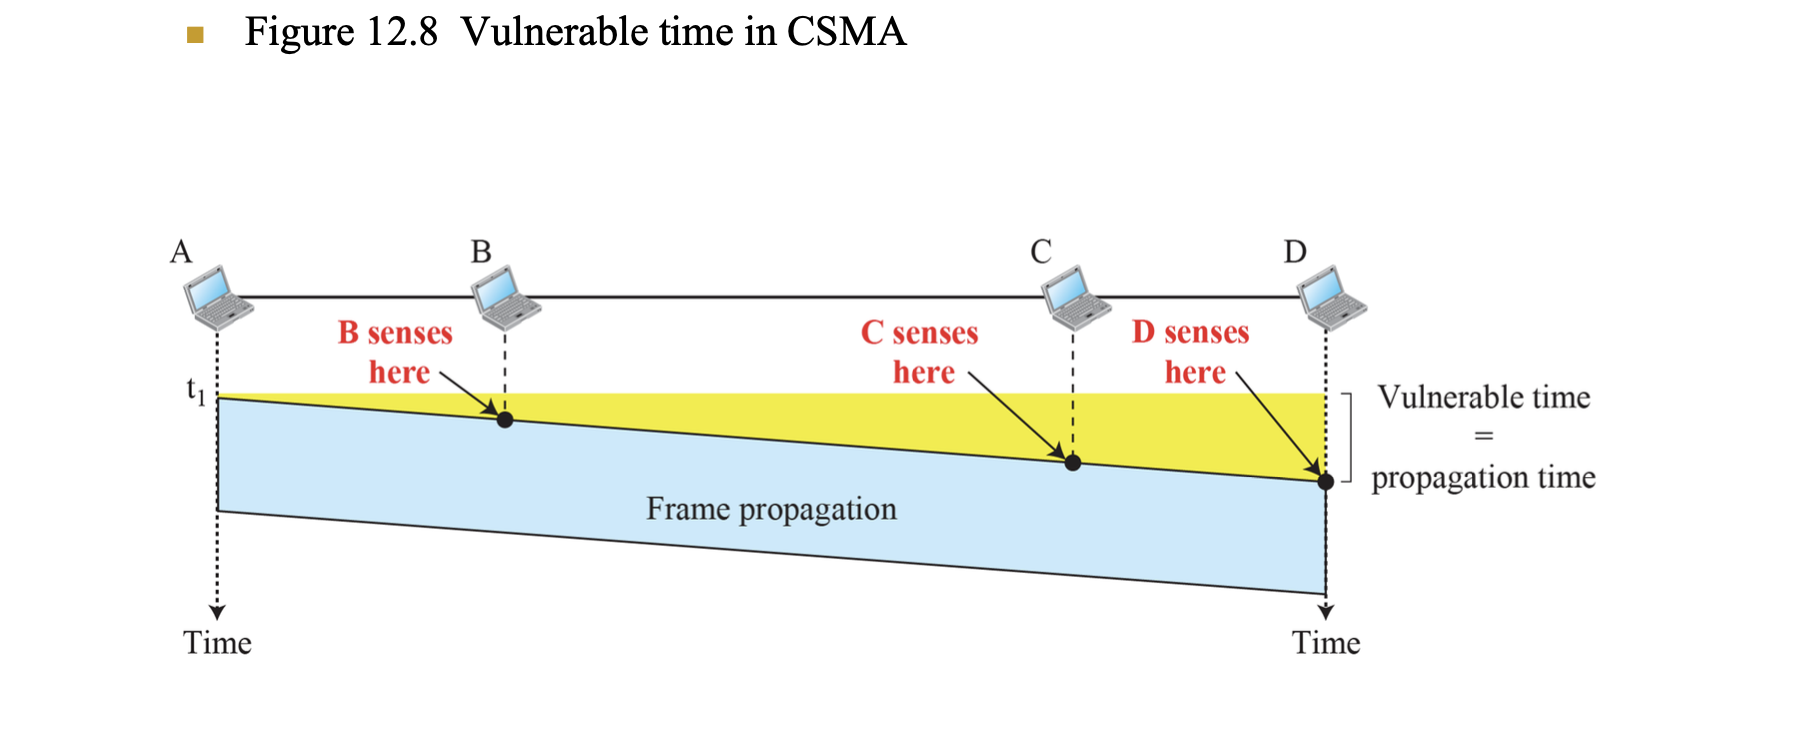 Figure 12.8 Vulnerable time in CSMA
A
B
C
D
B senses
here
C senses
here
D senses
here
t1
Vulnerable time
=
propagation time
Frame propagation
Time
Time